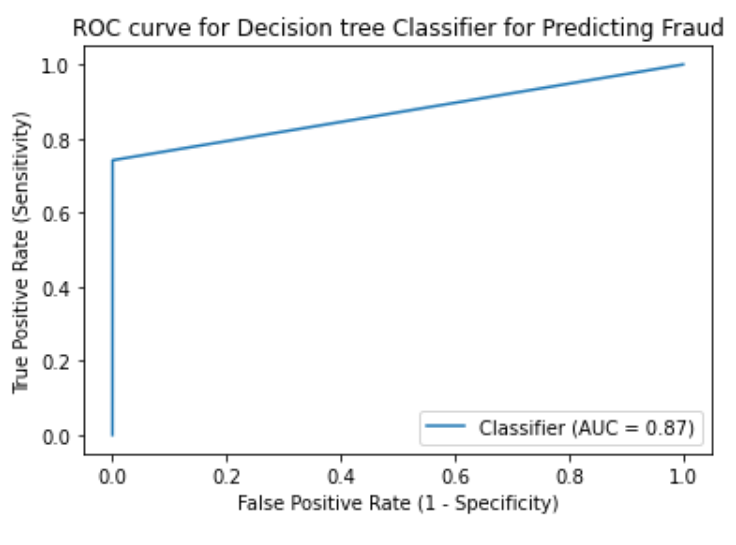 ROC curve for Decision tree Classifier for Predicting Fraud
1.0
0.8
0.6
0.4
0.2
0.0
True Positive Rate (Sensitivity)
Classifier (AUC = 0.87)
0.0 0.2 0.4 0.6 0.8 1.0
False Positive Rate (1 - Specificity)